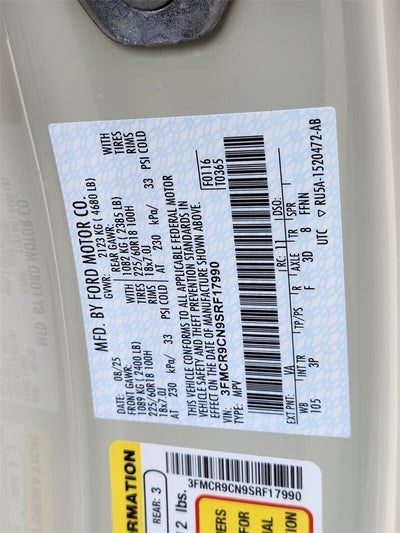 MFD. BY FORD MOTOR CO.
DATE: 08/25 GVWR: 2123 KG ( 4680 LB)
FRONT GAWR: REAR GAWR:
1089 KG (2400 LB) 1082 KG (2385 LB) WITH
225/60R18 100H 225/60R18 100H TIRES
18x7.0J 18x7.0J RIMS
AT 230 kPa/ 33 PSI COLD AT 230 kPa/ 33 PSI COLD
THIS VEHICLE CONFORMS TO ALL APPLICABLE FEDERAL MOTOR
VEHICLE SAFETY AND THEFT PREVENTION STANDARDS IN
EFFECT ON THE DATE OF MANUFACTURE SHOWN ABOVE.
VIN: 3FMCR9CN9SRF17990
TYPE: MPV
F0116
T0365
EXT PNT: VA RC: 11 DSO:
WB INT TR TP/PS R AXLE TR SPR
105 3P F 3D 8 FFNN
UTC RU5A-1520472-AB
3FMCR9CN9SRF17990
REAR: 3